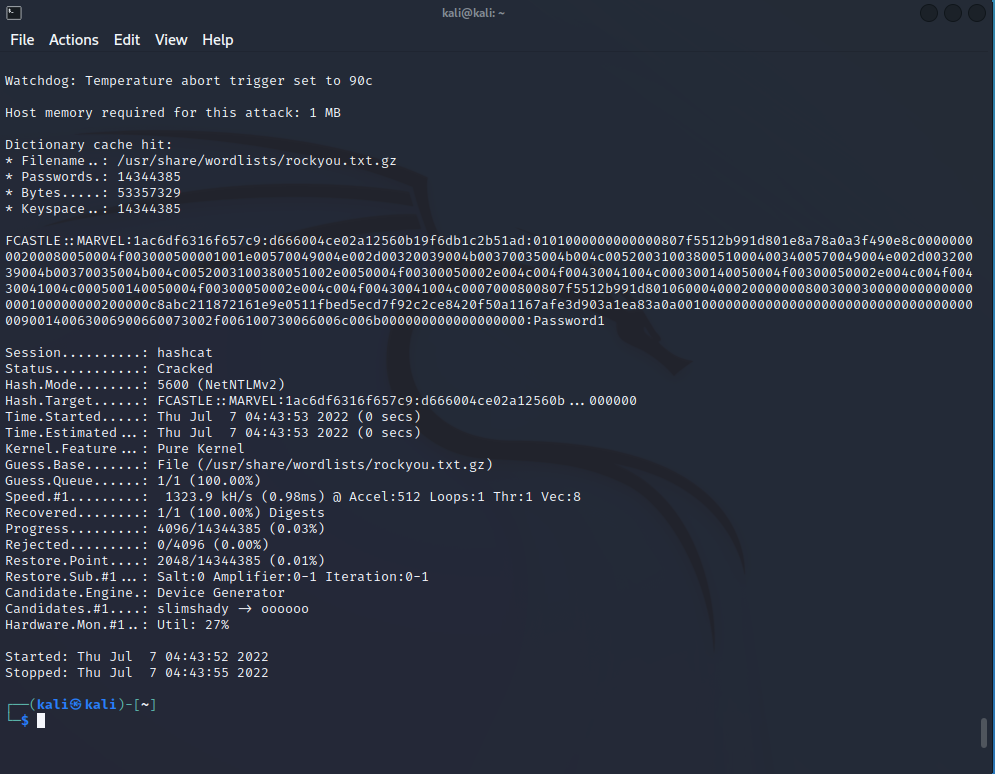 kali@kali: ~
File Actions Edit View Help
Watchdog: Temperature abort trigger set to 90c
Host memory required for this attack: 1 MB
Dictionary cache hit:
* Filename..: /usr/share/wordlists/rockyou.txt.gz
* Passwords.: 14344385
* Bytes.....: 53357329
* Keyspace..: 14344385
FCASTLE::MARVEL:1ac6df6316f657c9:d666004ce02a12560b19f6db1c2b51ad:0101000000000000807f5512b991d801e8a78a0a3f490e8c0000000
0020008005000​4f003000500001001e00570049004e002d00320039004b00370035004b004c00520031003800510004003400570049004e002d003200
39004b00370035004b004c00520031003800510​02e0050004f00300050002e004c004f00430041004c000300140050004f00300050002e004c004f004
30041004c000500140050004f00300050002e004c004f00430041004c0007000800807f5512b991d80106000400020000000800300030000000000000
000100000000200000c8abc211872161e9e0511fbed5ecd7f92c2ce8420f50a1167afe3d903a1ea83a0a0010000000000000000000000000000000000
00900140063006900660073002f006100730066006c006b000000000000000000:Password1
Session..........: hashcat
Status...........: Cracked
Hash.Mode........: 5600 (NetNTLMv2)
Hash.Target......: FCASTLE::MARVEL:1ac6df6316f657c9:d666004ce02a12560b...000000
Time.Started.....: Thu Jul  7 04:43:53 2022 (0 secs)
Time.Estimated...: Thu Jul  7 04:43:53 2022 (0 secs)
Kernel.Feature...: Pure Kernel
Guess.Base.......: File (/usr/share/wordlists/rockyou.txt.gz)
Guess.Queue......: 1/1 (100.00%)
Speed.#1.........:  1323.9 kH/s (0.98ms) @ Accel:512 Loops:1 Thr:1 Vec:8
Recovered........: 1/1 (100.00%) Digests
Progress.........: 4096/14344385 (0.03%)
Rejected.........: 0/4096 (0.00%)
Restore.Point....: 2048/14344385 (0.01%)
Restore.Sub.#1...: Salt:0 Amplifier:0-1 Iteration:0-1
Candidate.Engine.: Device Generator
Candidates.#1....: slimshady -> oooooo
Hardware.Mon.#1..: Util: 27%
Started: Thu Jul  7 04:43:52 2022
Stopped: Thu Jul  7 04:43:55 2022
┌──(kali㉿kali)-[~]
└─$